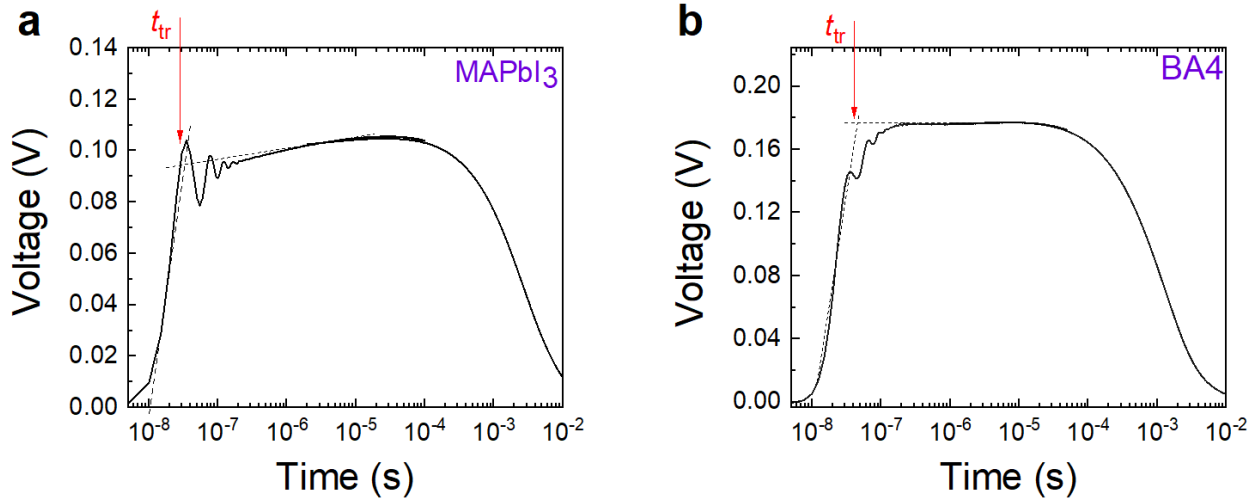 a
t_tr
MAPbI₃
Voltage (V)
0.14
0.12
0.10
0.08
0.06
0.04
0.02
0.00
10⁻⁸ 10⁻⁷ 10⁻⁶ 10⁻⁵ 10⁻⁴ 10⁻³ 10⁻²
Time (s)
b
t_tr
BA4
Voltage (V)
0.20
0.16
0.12
0.08
0.04
0.00
10⁻⁸ 10⁻⁷ 10⁻⁶ 10⁻⁵ 10⁻⁴ 10⁻³ 10⁻²
Time (s)